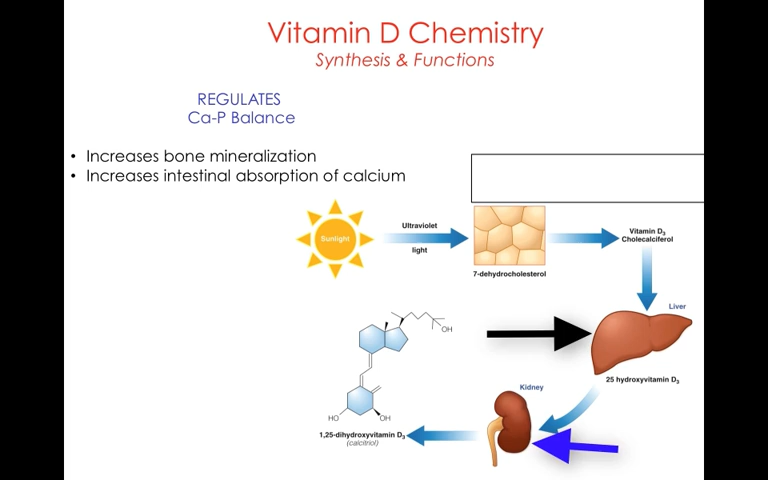 Vitamin D Chemistry
Synthesis & Functions
REGULATES
Ca-P Balance
• Increases bone mineralization
• Increases intestinal absorption of calcium
Sunlight
Ultraviolet
light
7-dehydrocholesterol
Vitamin D3
Cholecalciferol
Liver
25 hydroxyvitamin D3
Kidney
OH
HO
OH
1,25-dihydroxyvitamin D3
(calcitriol)